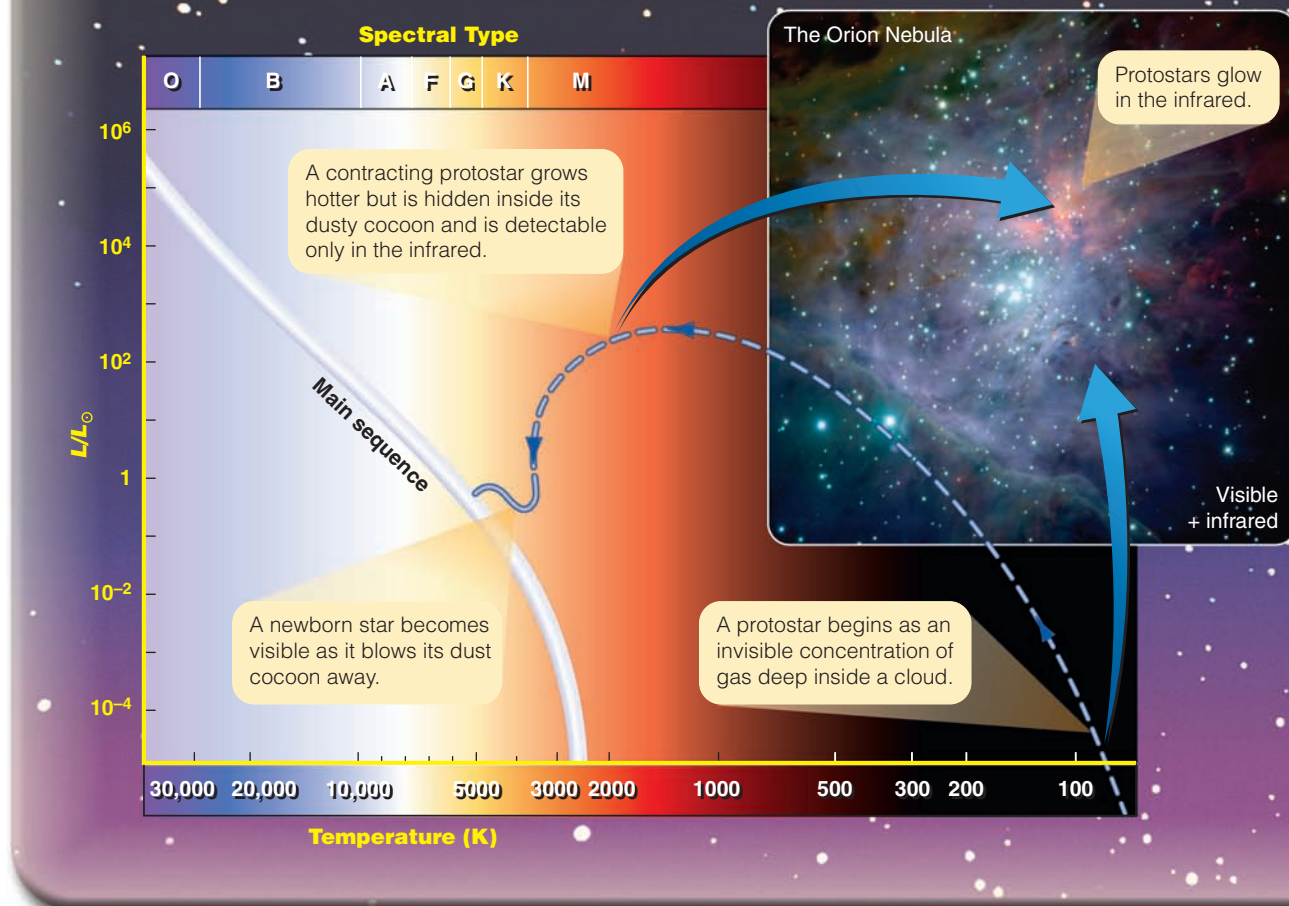 Spectral Type
O B A F G K M
The Orion Nebula
Protostars glow
in the infrared.
A contracting protostar grows
hotter but is hidden inside its
dusty cocoon and is detectable
only in the infrared.
Visible
+ infrared
L/L☉
10⁶
10⁴
10²
1
10⁻²
10⁻⁴
Main sequence
A newborn star becomes
visible as it blows its dust
cocoon away.
A protostar begins as an
invisible concentration of
gas deep inside a cloud.
30,000 20,000 10,000 5000 3000 2000 1000 500 300 200 100
Temperature (K)